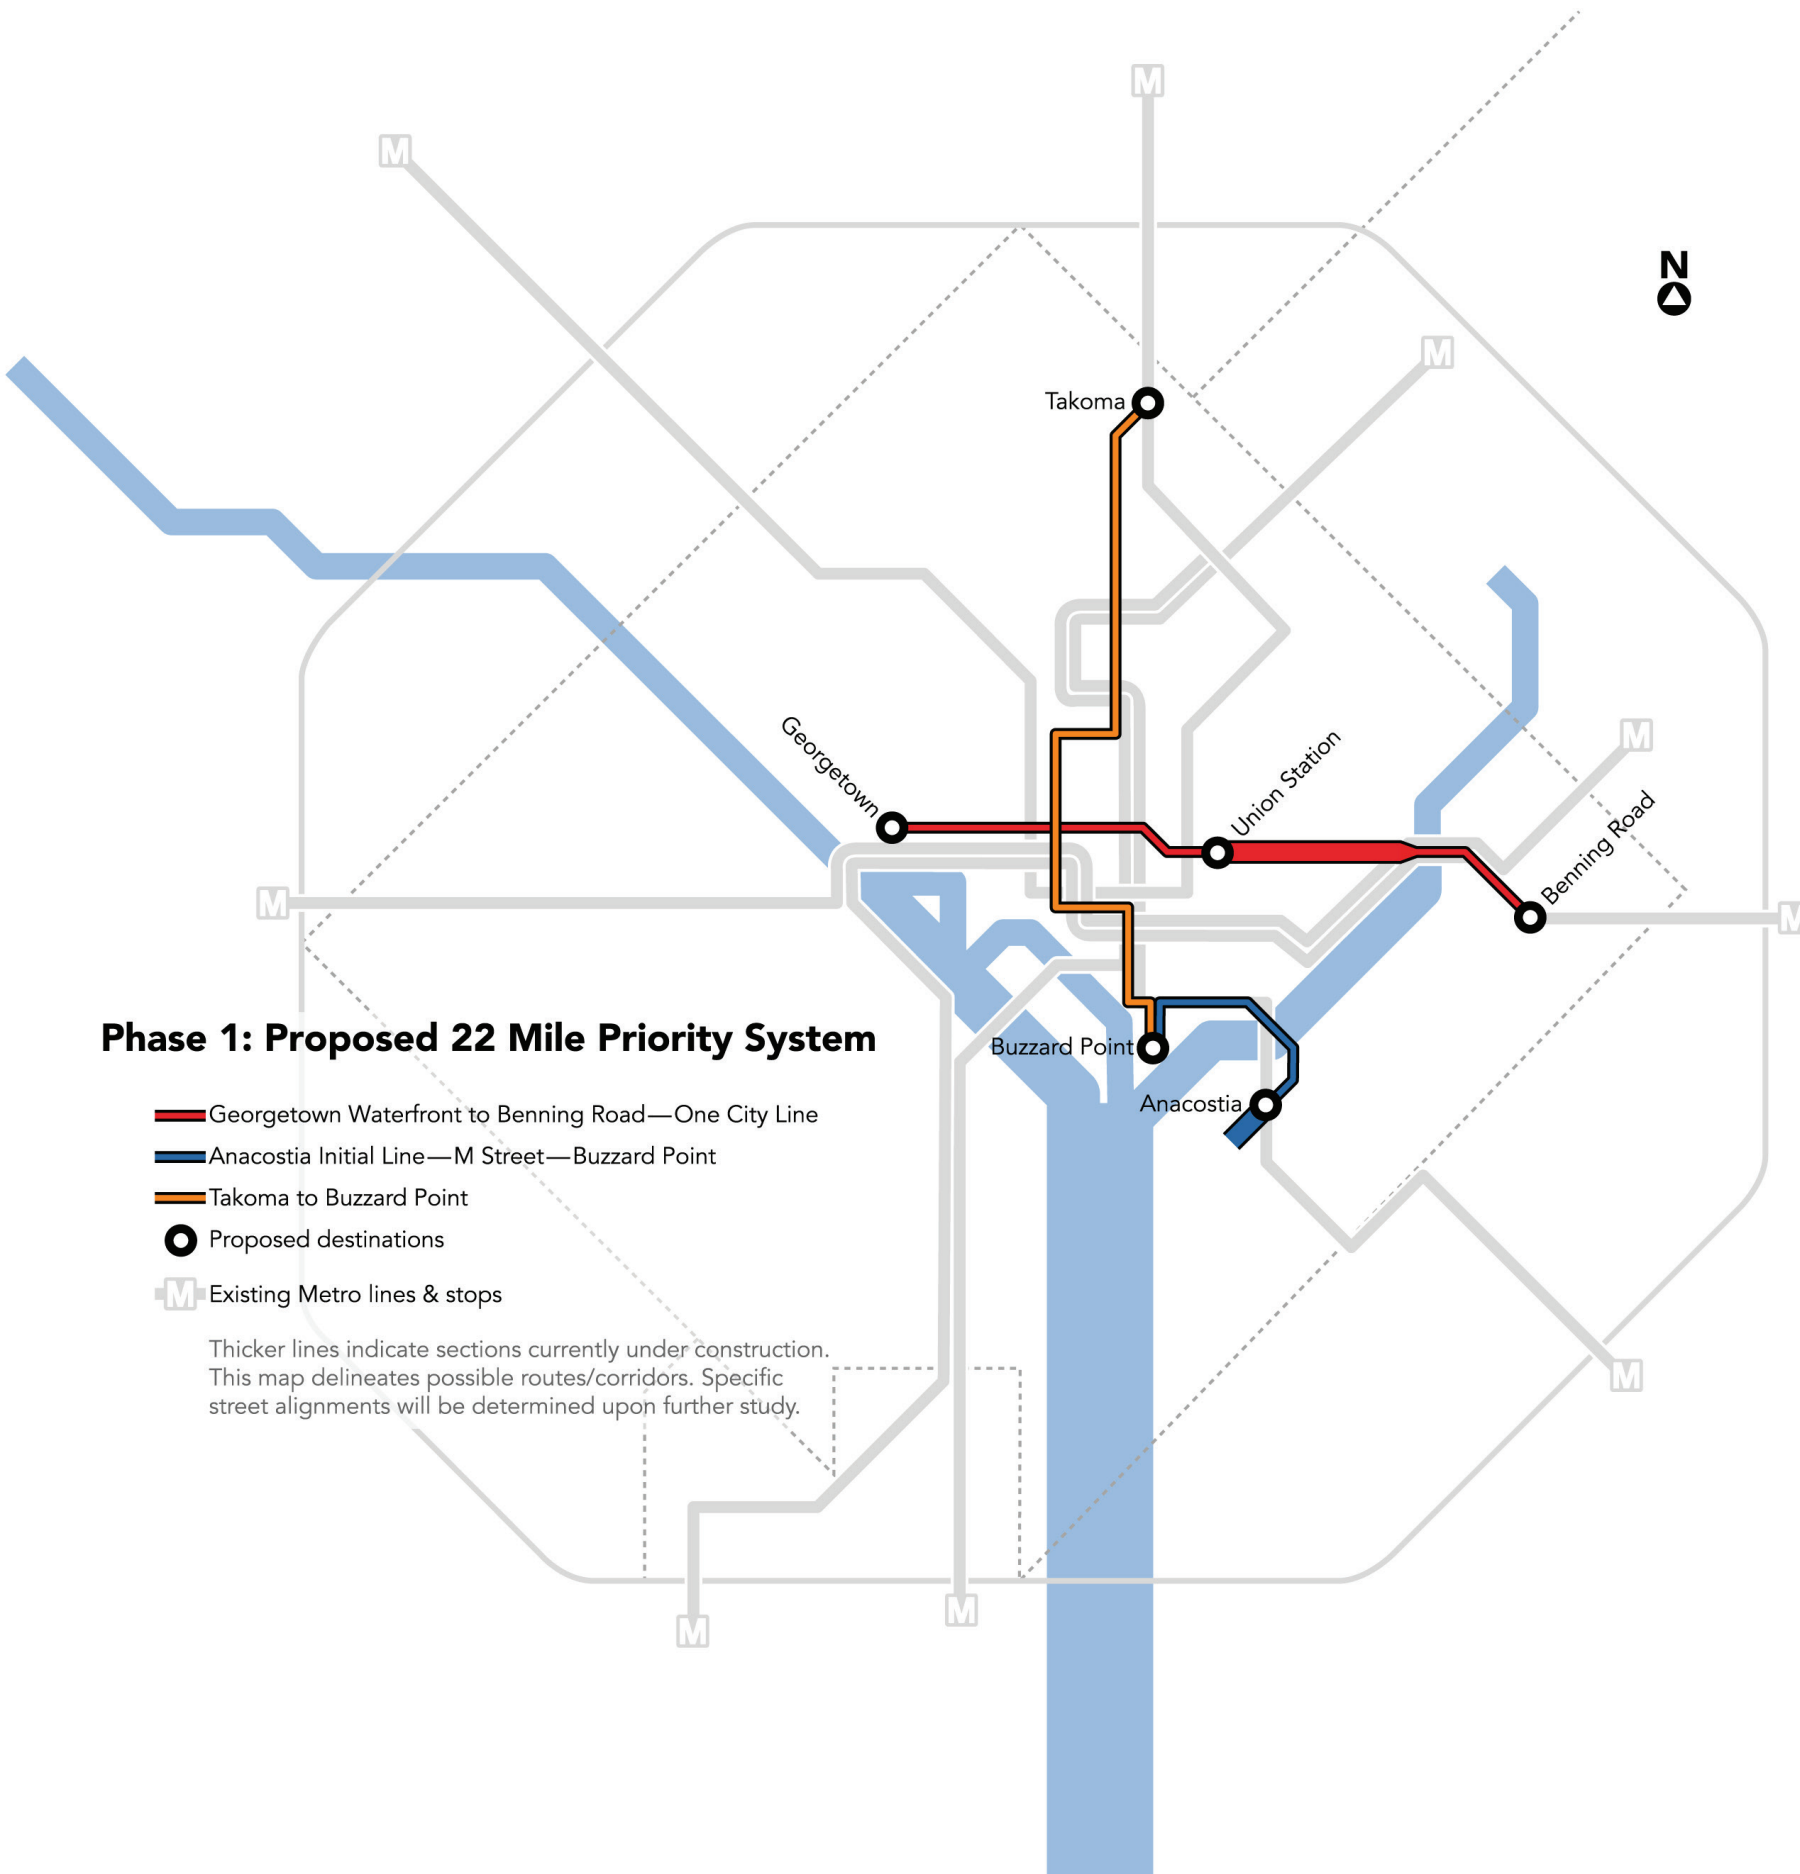 M
M
N
M
Takoma
Georgetown
Union Station
M
Benning Road
M
M
Phase 1: Proposed 22 Mile Priority System
Buzzard Point
Anacostia
Georgetown Waterfront to Benning Road—One City Line
Anacostia Initial Line—M Street—Buzzard Point
Takoma to Buzzard Point
Proposed destinations
M Existing Metro lines & stops
Thicker lines indicate sections currently under construction.
This map delineates possible routes/corridors. Specific
street alignments will be determined upon further study.
M
M
M